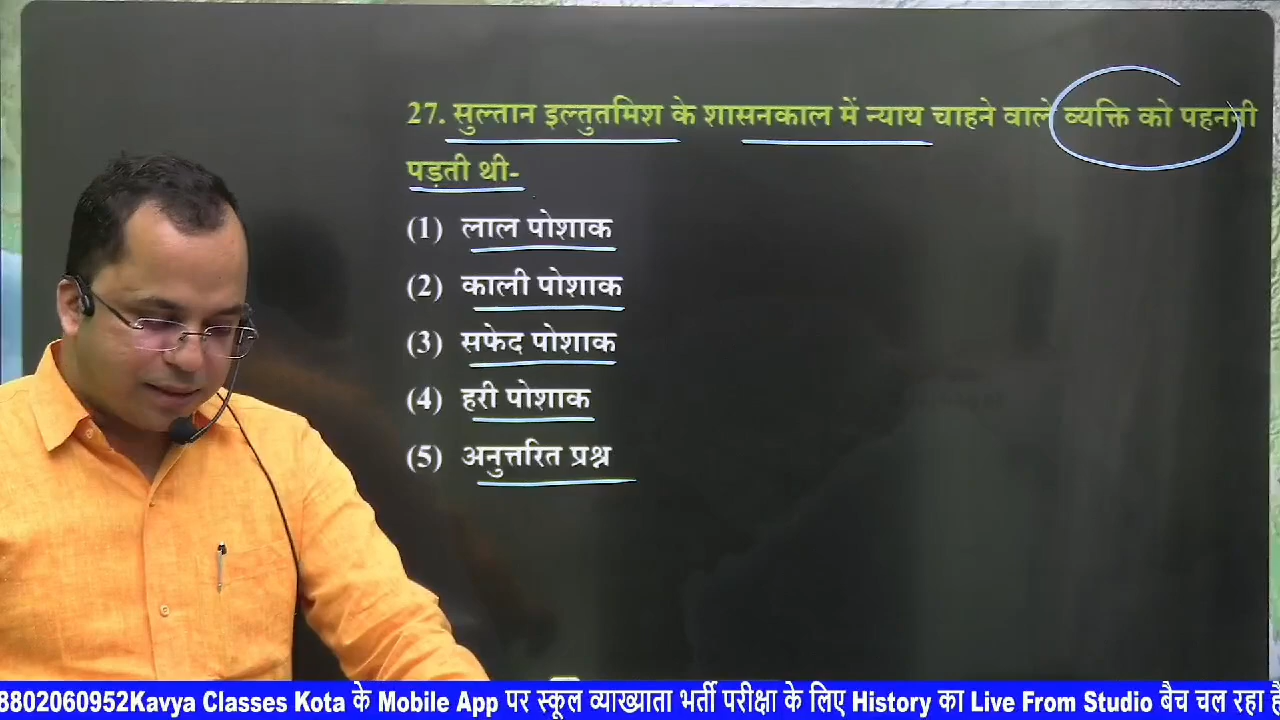 27. सुल्तान इल्तुतमिश के शासनकाल में न्याय चाहने वाले व्यक्ति को पहननी
पड़ती थी-
(1) लाल पोशाक
(2) काली पोशाक
(3) सफेद पोशाक
(4) हरी पोशाक
(5) अनुत्तरित प्रश्न
8802060952Kavya Classes Kota के Mobile App पर स्कूल व्याख्याता भर्ती परीक्षा के लिए History का Live From Studio बैच चल रहा है